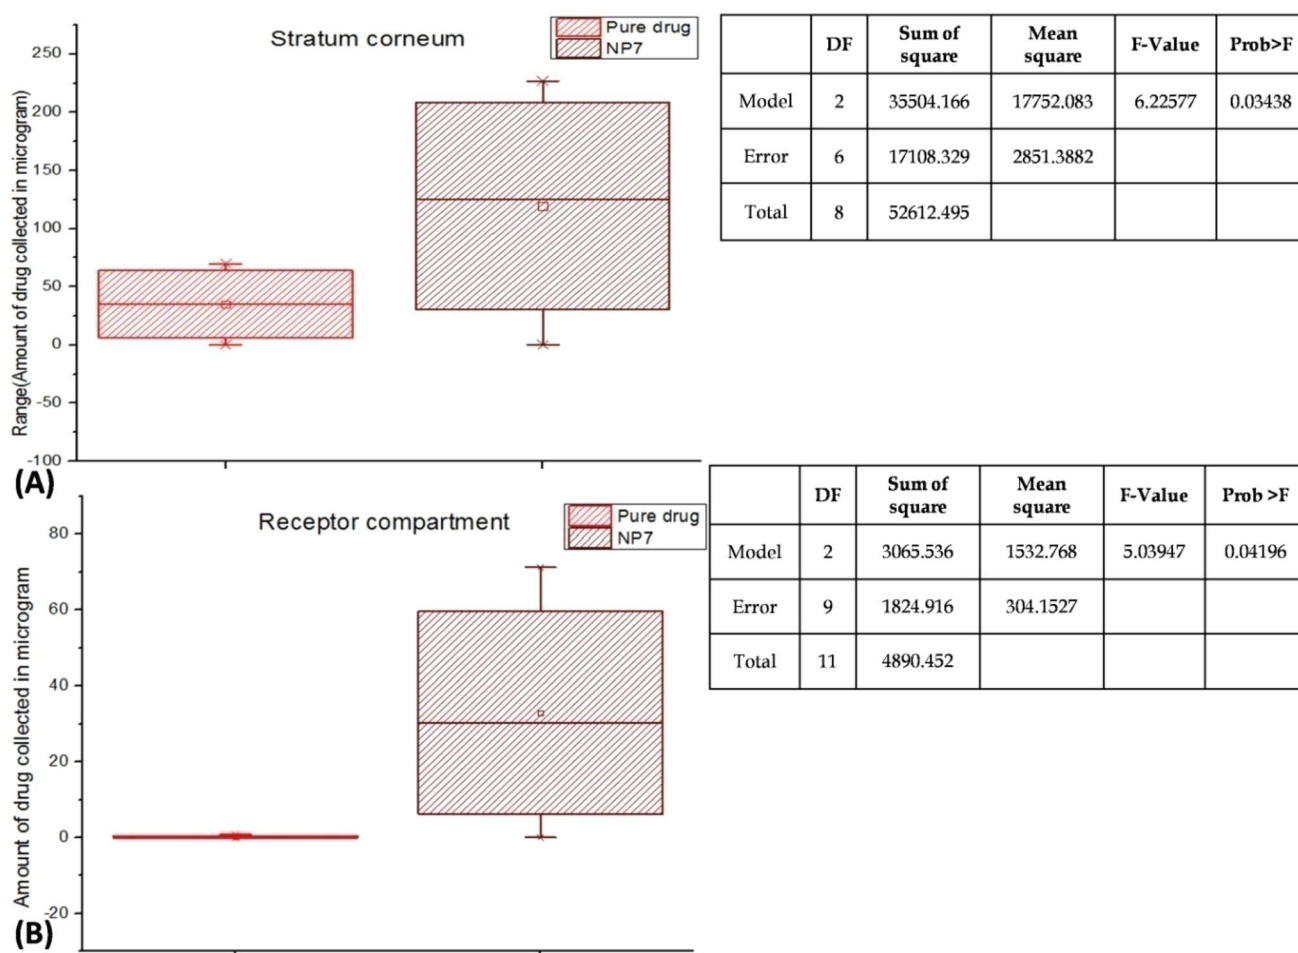 Stratum corneum
Pure drug
NP7
Range(Amount of drug collected in microgram)
250
200
150
100
50
0
-50
-100
(A)
DF Sum of square Mean square F-Value Prob>F
Model 2 35504.166 17752.083 6.22577 0.03438
Error 6 17108.329 2851.3882
Total 8 52612.495
Receptor compartment
Pure drug
NP7
Amount of drug collected in microgram
80
60
40
20
0
-20
(B)
DF Sum of square Mean square F-Value Prob >F
Model 2 3065.536 1532.768 5.03947 0.04196
Error 9 1824.916 304.1527
Total 11 4890.452